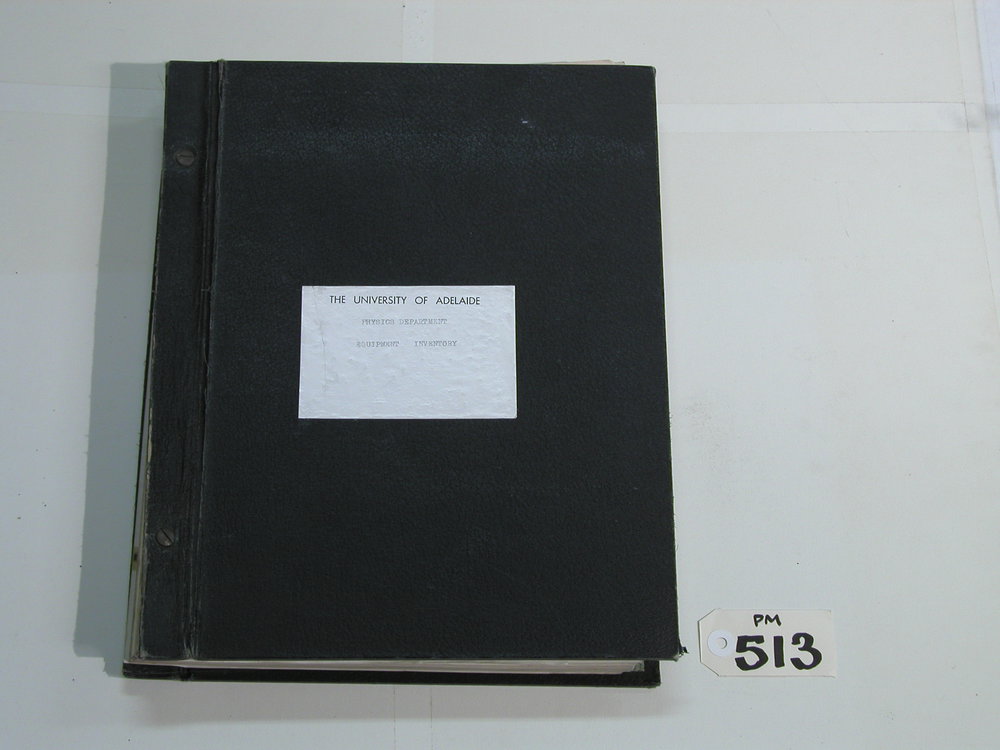 THE UNIVERSITY OF ADELAIDE
PHYSICS DEPARTMENT
EQUIPMENT INVENTORY
PM
513